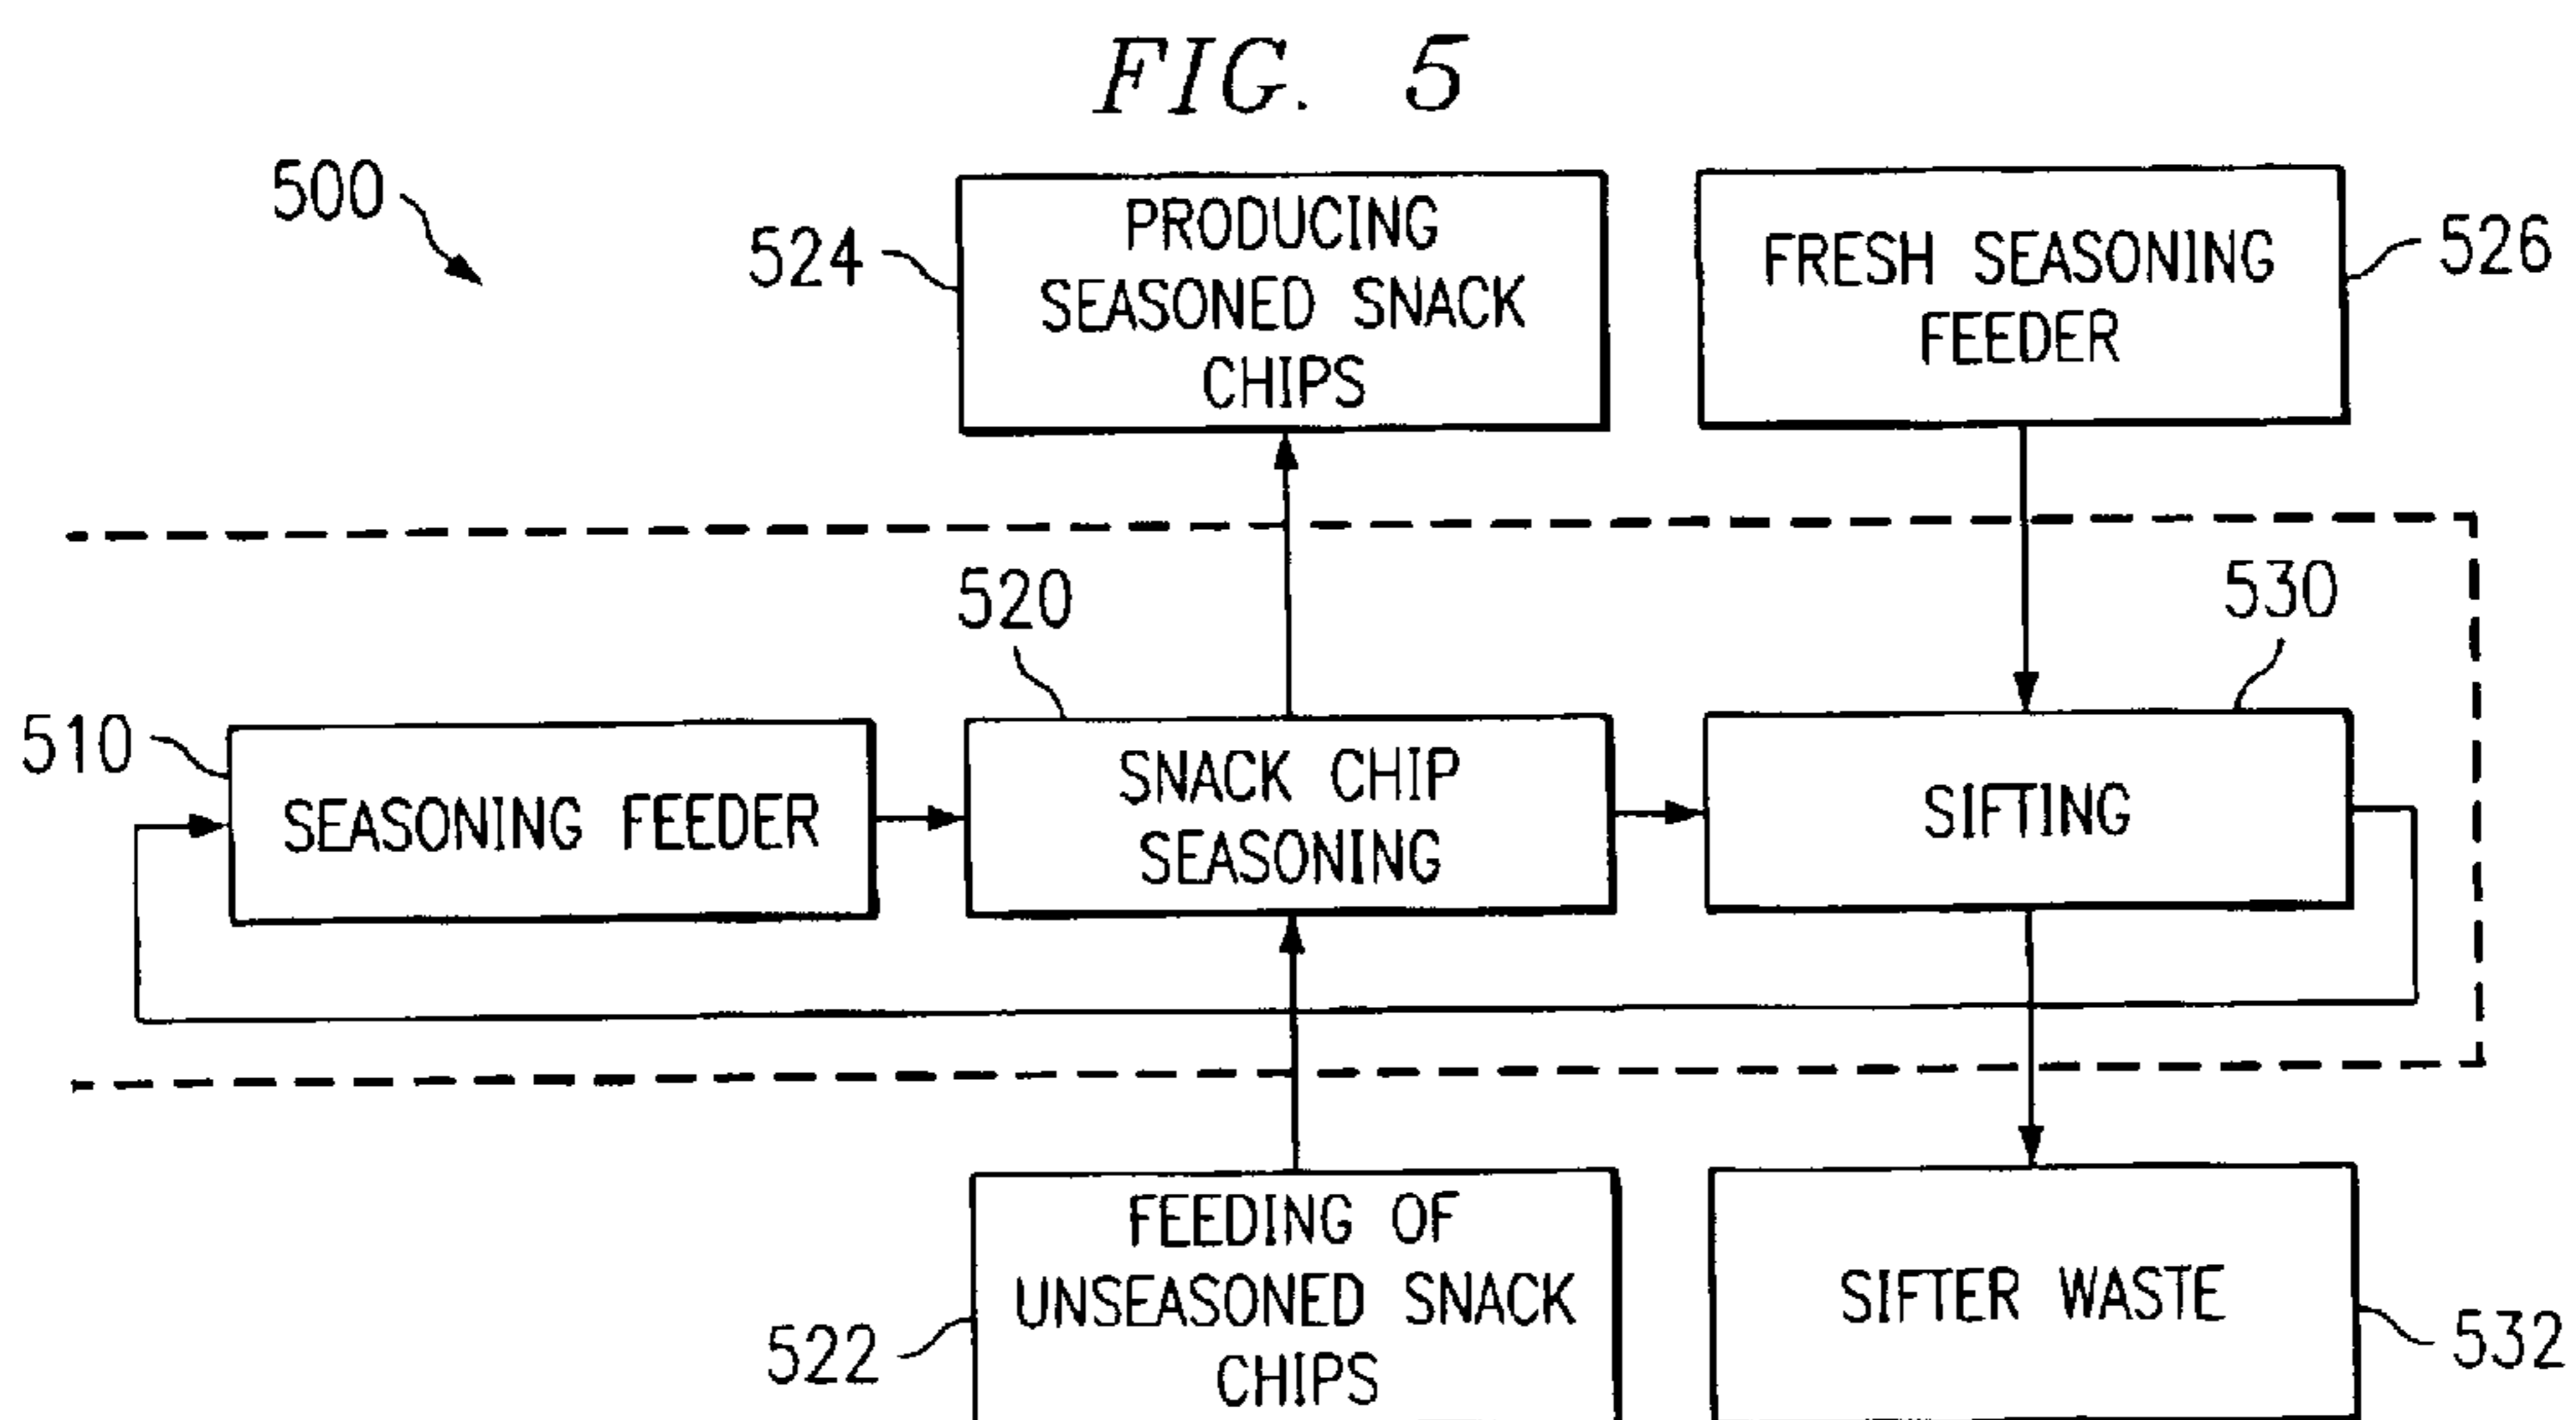 FIG. 5
500
524
PRODUCING
SEASONED SNACK
CHIPS
FRESH SEASONING
FEEDER
526
520
530
510
SEASONING FEEDER
SNACK CHIP
SEASONING
SIFTING
522
FEEDING OF
UNSEASONED SNACK
CHIPS
SIFTER WASTE
532